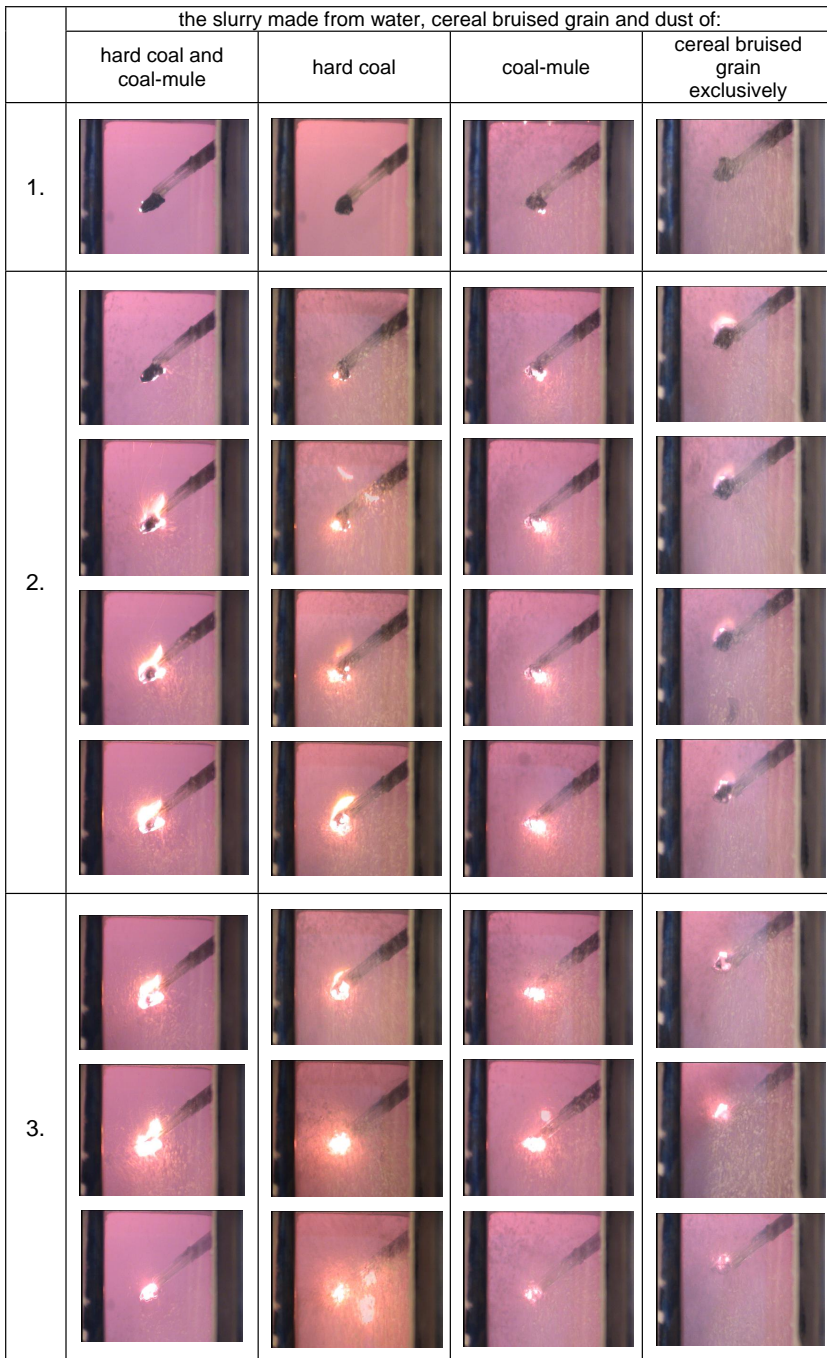 the slurry made from water, cereal bruised grain and dust of:
hard coal and
coal-mule
hard coal
coal-mule
cereal bruised
grain
exclusively
1.
2.
3.